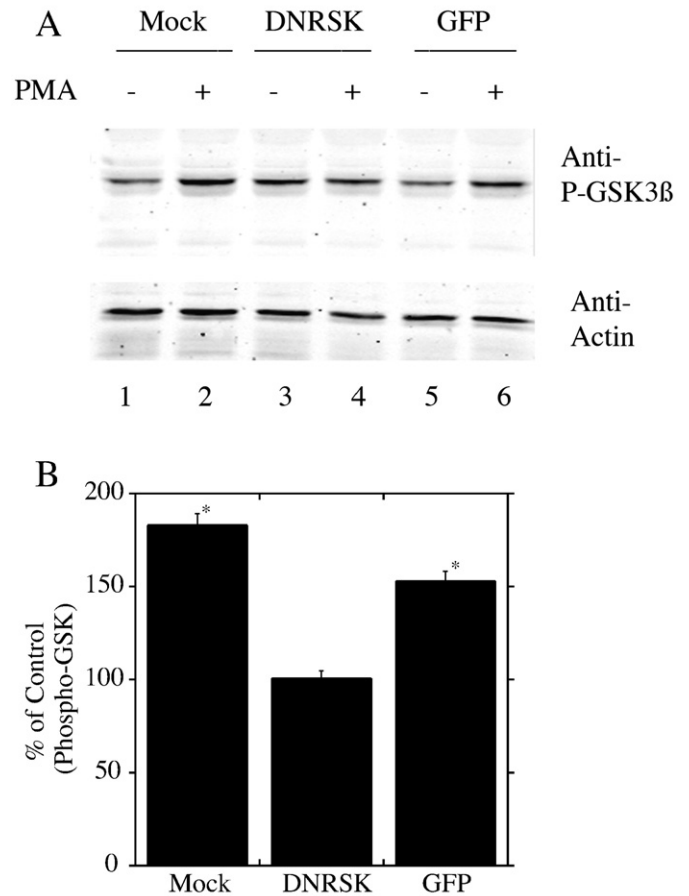 A
Mock DNRSK GFP
PMA - + - + - +
Anti-
P-GSK3ß
Anti-
Actin
1 2 3 4 5 6
B
% of Control
(Phospho-GSK)
200
150
100
50
0
* *
Mock DNRSK GFP